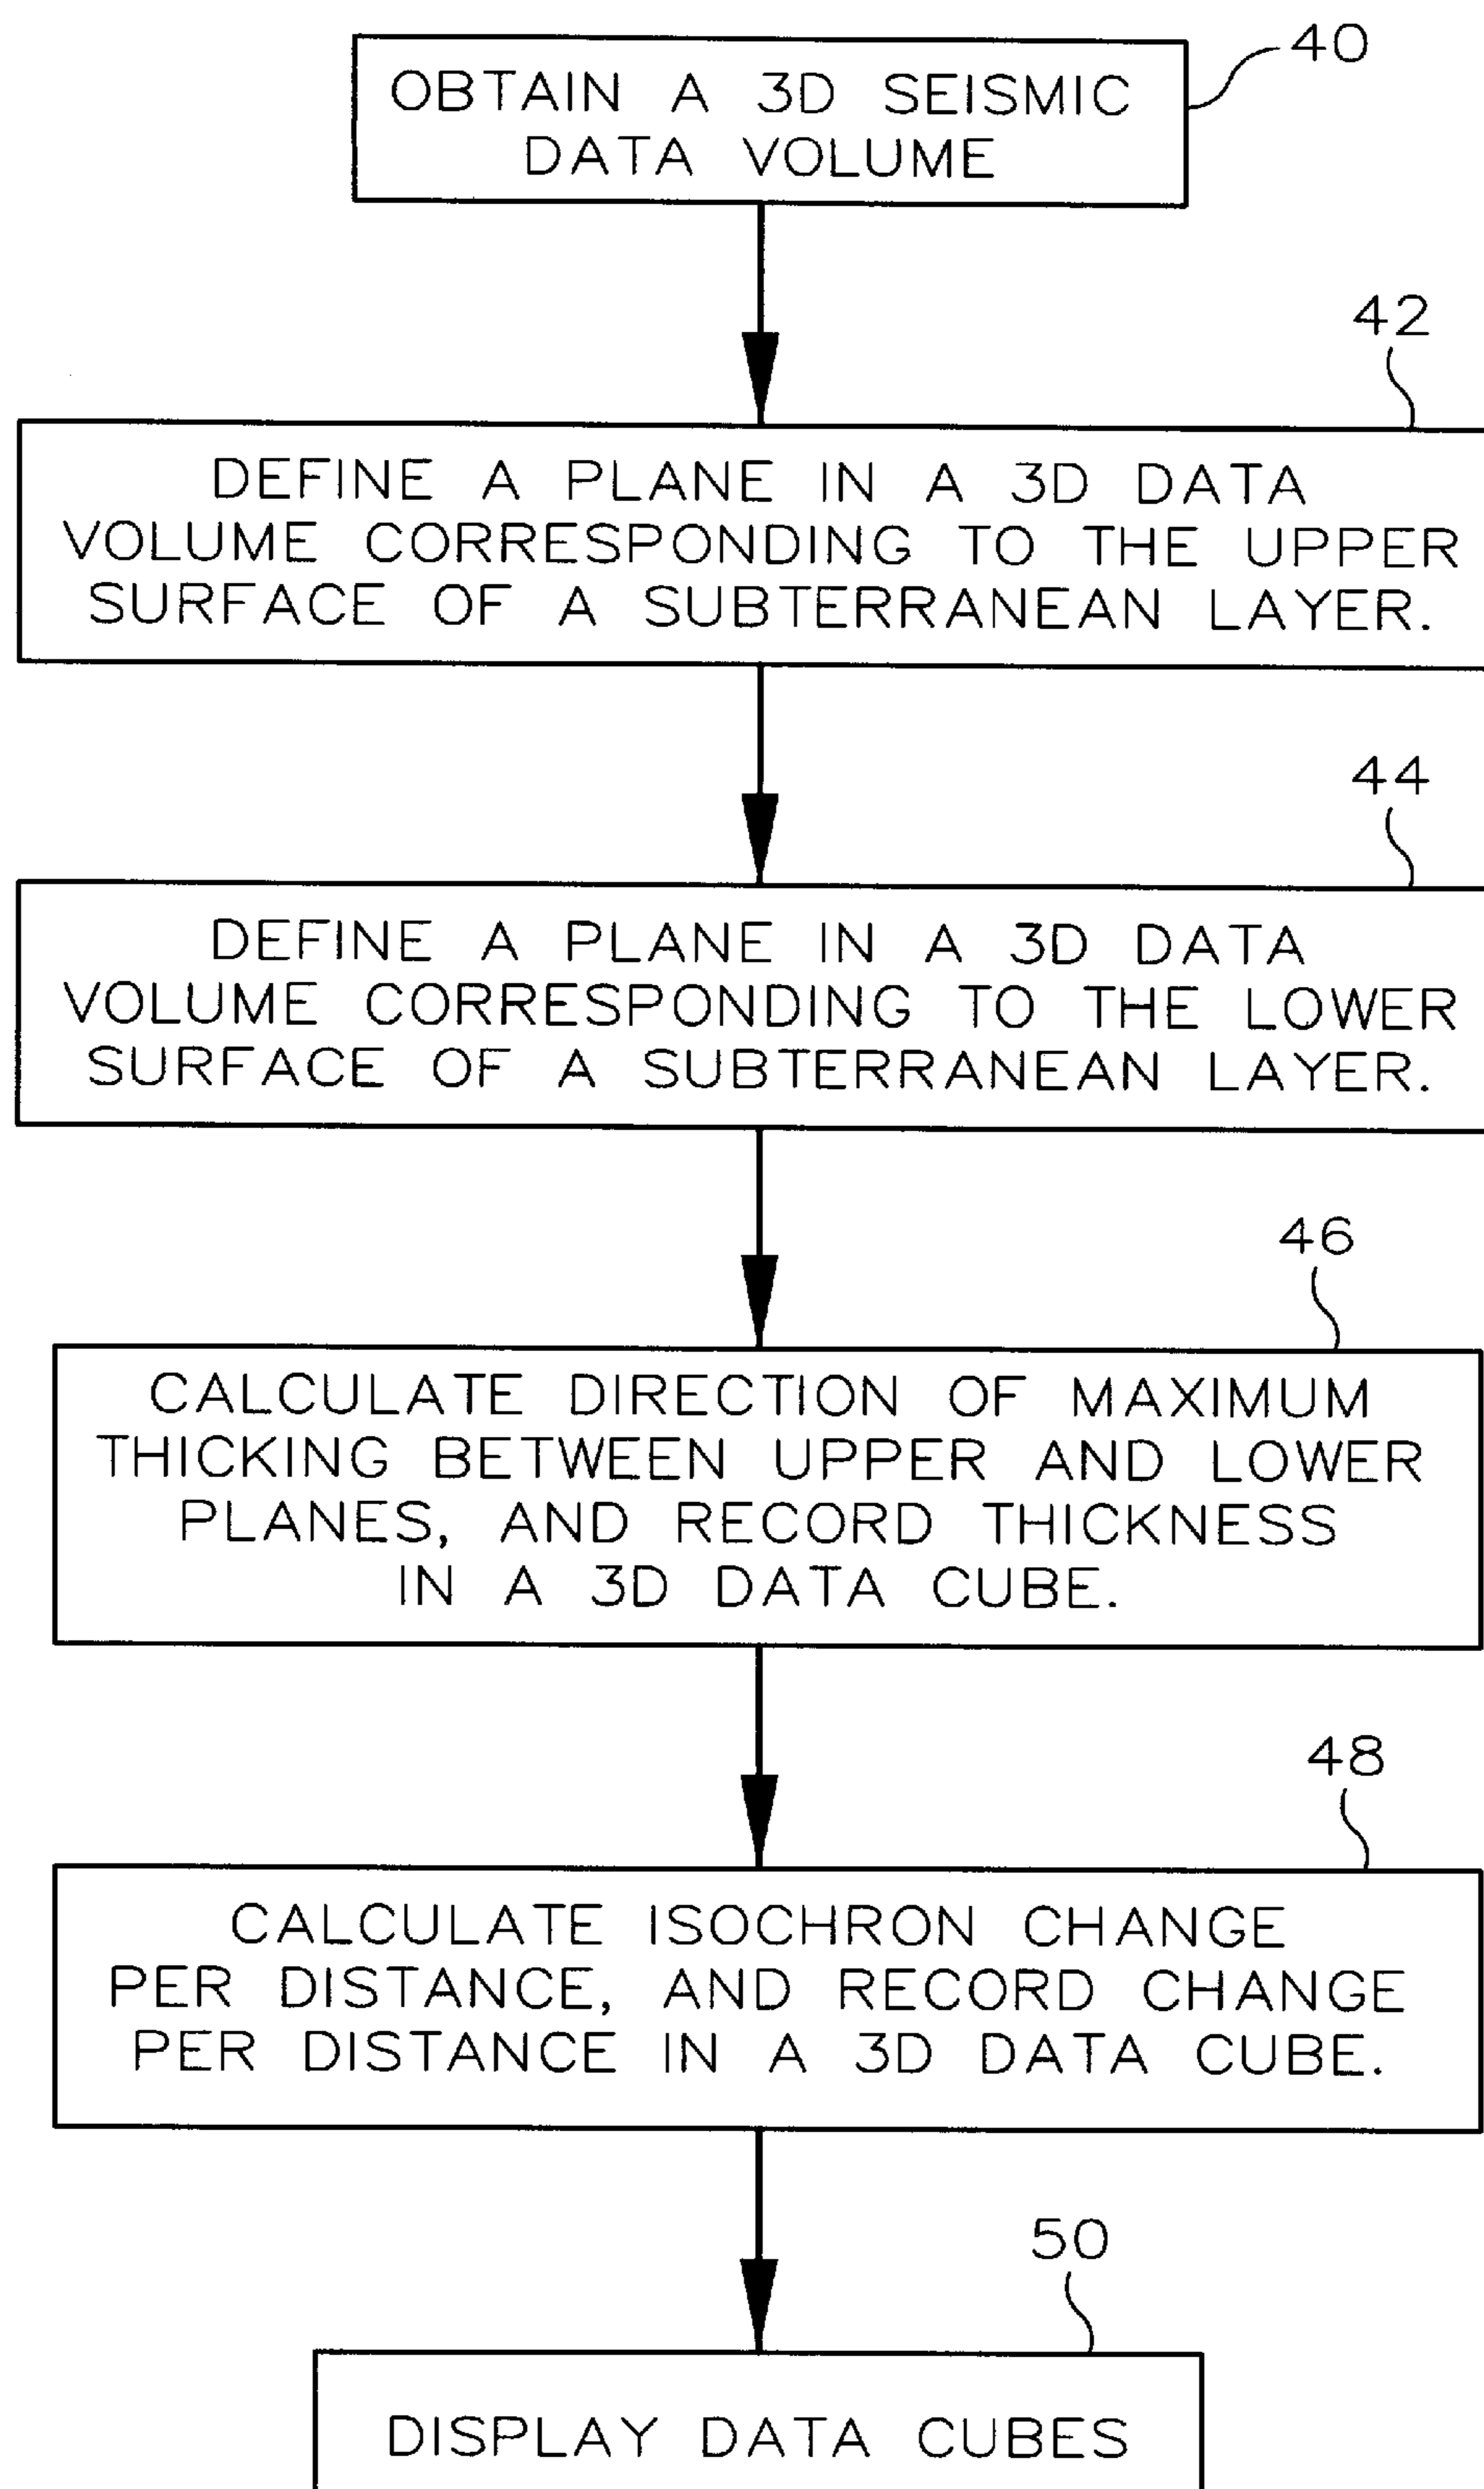 40
OBTAIN A 3D SEISMIC
DATA VOLUME
42
DEFINE A PLANE IN A 3D DATA
VOLUME CORRESPONDING TO THE UPPER
SURFACE OF A SUBTERRANEAN LAYER.
44
DEFINE A PLANE IN A 3D DATA
VOLUME CORRESPONDING TO THE LOWER
SURFACE OF A SUBTERRANEAN LAYER.
46
CALCULATE DIRECTION OF MAXIMUM
THICKING BETWEEN UPPER AND LOWER
PLANES, AND RECORD THICKNESS
IN A 3D DATA CUBE.
48
CALCULATE ISOCHRON CHANGE
PER DISTANCE, AND RECORD CHANGE
PER DISTANCE IN A 3D DATA CUBE.
50
DISPLAY DATA CUBES